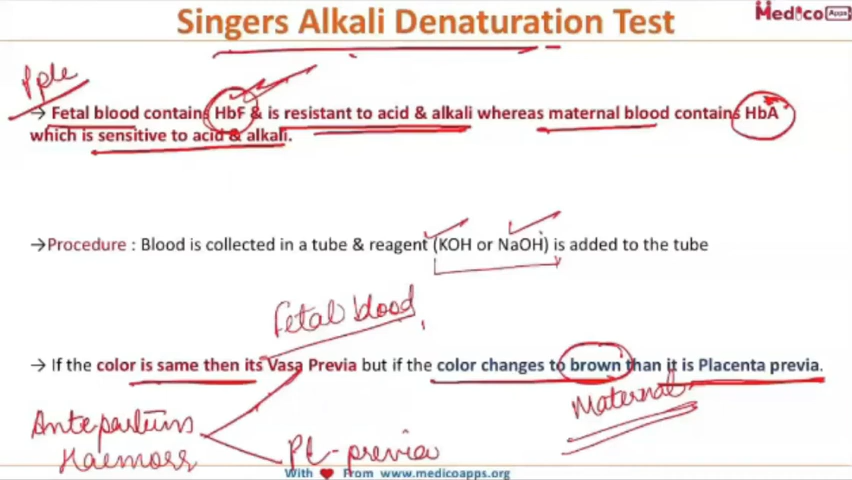 Singers Alkali Denaturation Test
Medico Apps
Pple
→ Fetal blood contains HbF & is resistant to acid & alkali whereas maternal blood contains HbA
which is sensitive to acid & alkali.
→Procedure : Blood is collected in a tube & reagent (KOH or NaOH) is added to the tube
Fetal blood
→ If the color is same then its Vasa Previa but if the color changes to brown than it is Placenta previa.
Maternal
Antepartum
Haemorr
Pl-previa
With ❤ From www.medicoapps.org